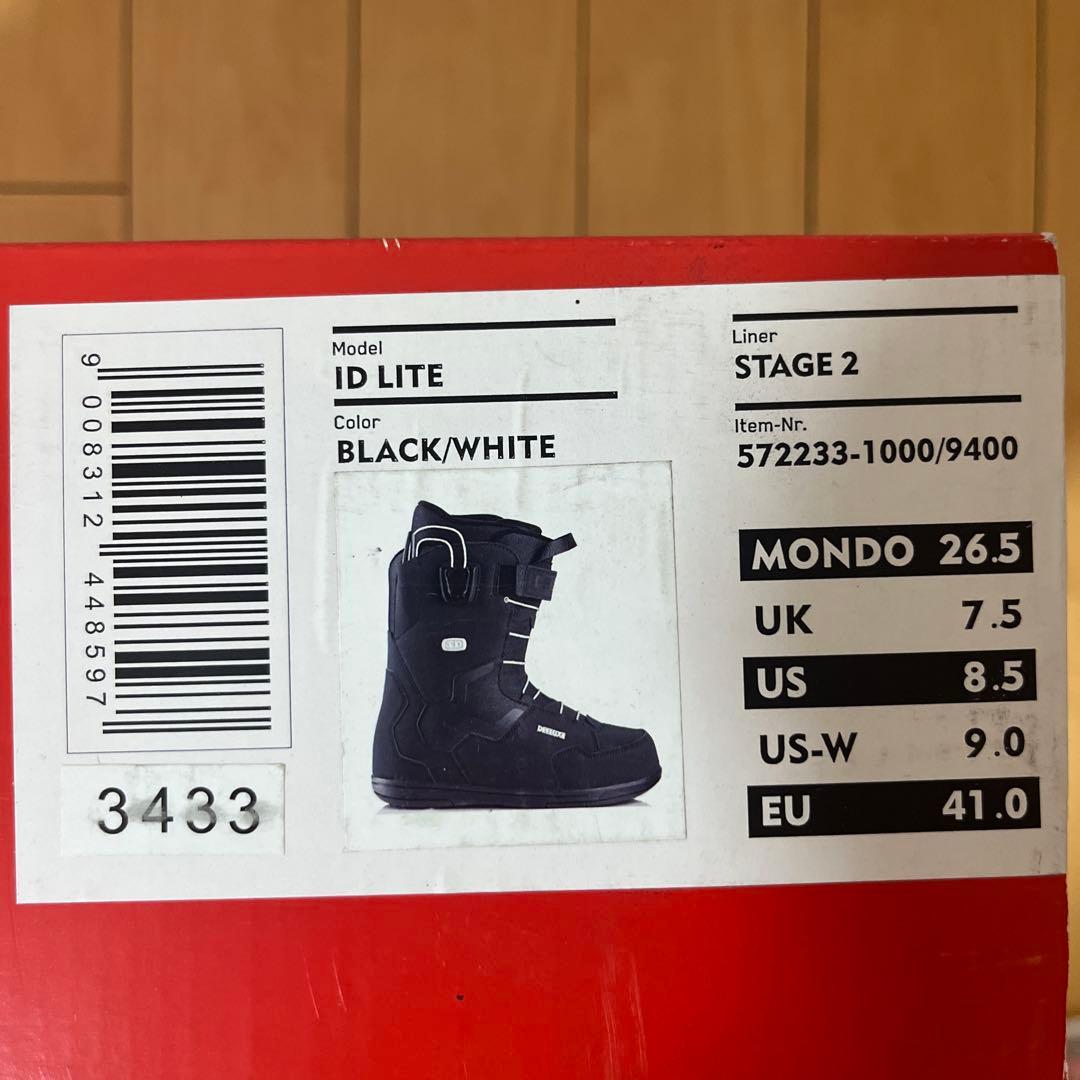 9 008312 448597
3433
Model
ID LITE
Color
BLACK/WHITE
DEELUXE
Liner
STAGE 2
Item-Nr.
572233-1000/9400
MONDO 26.5
UK 7.5
US 8.5
US-W 9.0
EU 41.0